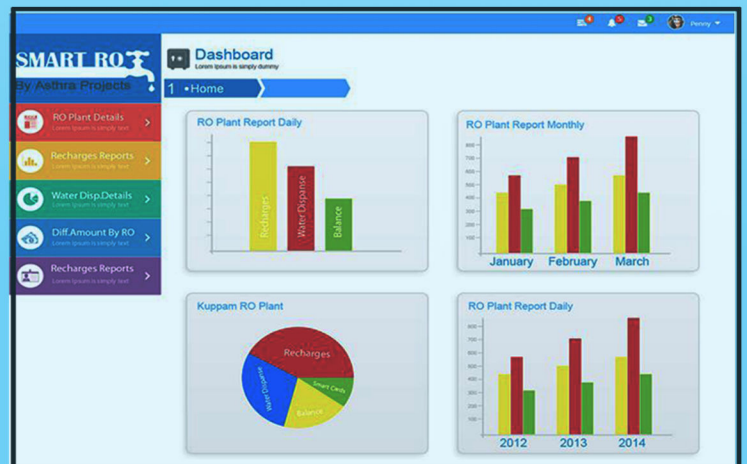 Penny
SMART RO
By Asthra Projects
Dashboard
Lorem Ipsum is simply dummy
1 •Home
RO Plant Details
Lorem Ipsum is simply text
Recharges Reports
Lorem Ipsum is simply text
Water Disp.Details
Lorem Ipsum is simply text
Diff.Amount By RO
Lorem Ipsum is simply text
Recharges Reports
Lorem Ipsum is simply text
RO Plant Report Daily
Recharges
Water Dispanse
Balance
RO Plant Report Monthly
800
700
600
500
400
300
200
100
January February March
Kuppam RO Plant
Recharges
Smart Cards
Balance
Water Dispanse
RO Plant Report Daily
800
700
600
500
400
300
200
100
2012 2013 2014